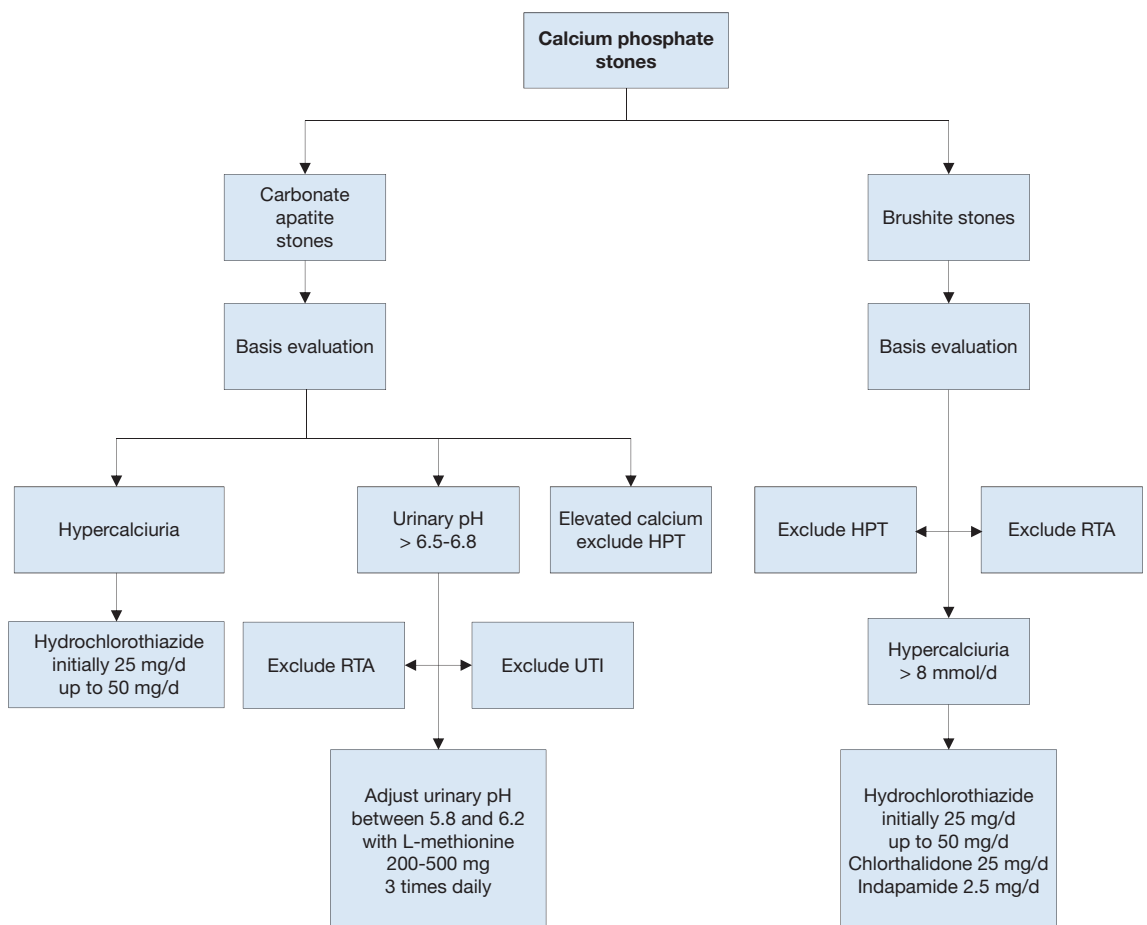 Calcium phosphate
stones
Carbonate
apatite
stones
Brushite stones
Basis evaluation
Basis evaluation
Hypercalciuria
Urinary pH
> 6.5-6.8
Elevated calcium
exclude HPT
Exclude HPT
Exclude RTA
Hydrochlorothiazide
initially 25 mg/d
up to 50 mg/d
Exclude RTA
Exclude UTI
Hypercalciuria
> 8 mmol/d
Adjust urinary pH
between 5.8 and 6.2
with L-methionine
200-500 mg
3 times daily
Hydrochlorothiazide
initially 25 mg/d
up to 50 mg/d
Chlorthalidone 25 mg/d
Indapamide 2.5 mg/d